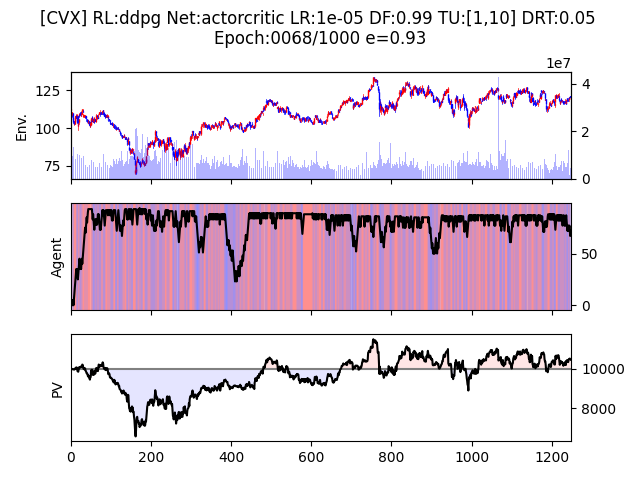 [CVX] RL:ddpg Net:actorcritic LR:1e-05 DF:0.99 TU:[1,10] DRT:0.05
Epoch:0068/1000 e=0.93
1e7
125
100
75
Env.
4
2
0
Agent
50
0
PV
10000
8000
0 200 400 600 800 1000 1200